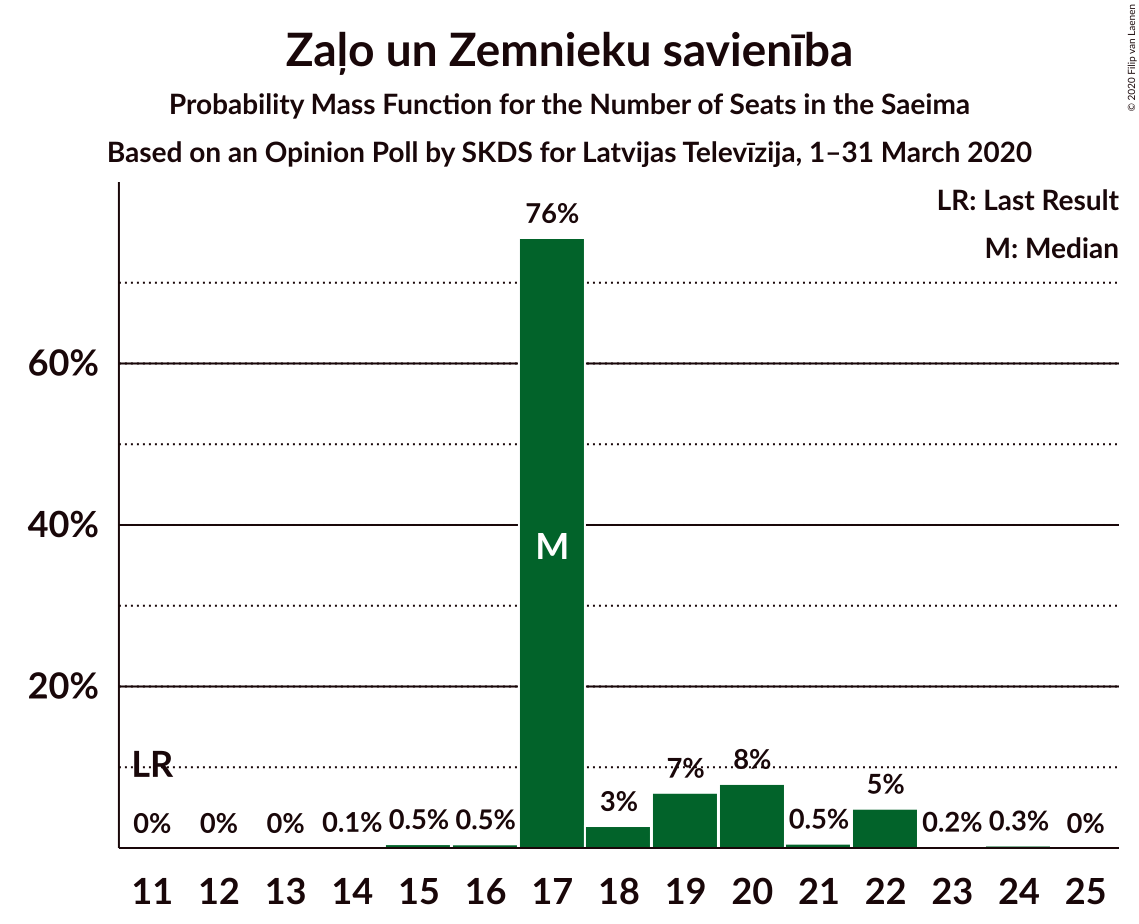 Zaļo un Zemnieku savienība
Probability Mass Function for the Number of Seats in the Saeima
Based on an Opinion Poll by SKDS for Latvijas Televīzija, 1–31 March 2020
© 2020 Filip van Laenen
LR: Last Result
M: Median
60%
40%
20%
LR
M
0% 0% 0% 0.1% 0.5% 0.5% 76% 3% 7% 8% 0.5% 5% 0.2% 0.3% 0%
11 12 13 14 15 16 17 18 19 20 21 22 23 24 25